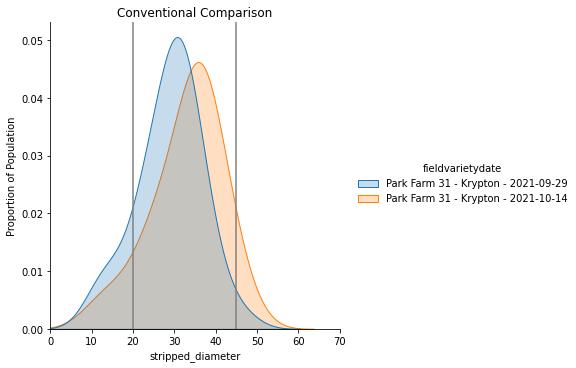 Conventional Comparison
0.05
0.04
0.03
0.02
0.01
0.00
Proportion of Population
0 10 20 30 40 50 60 70
stripped_diameter
fieldvarietydate
Park Farm 31 - Krypton - 2021-09-29
Park Farm 31 - Krypton - 2021-10-14